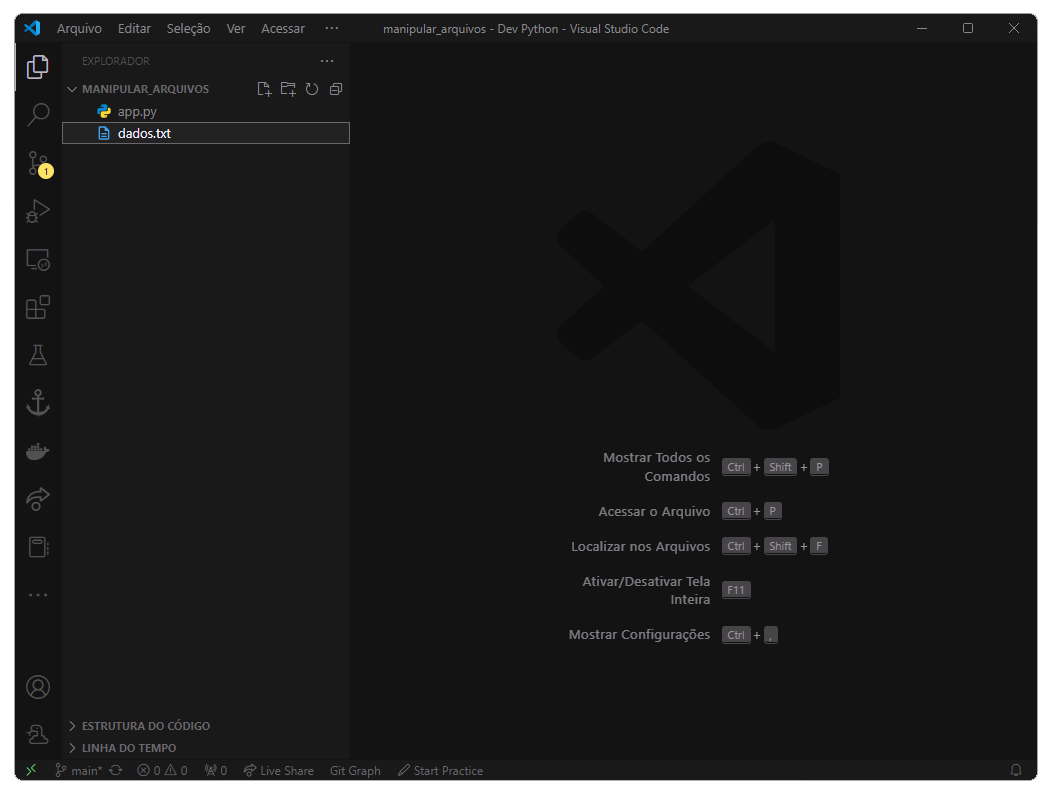 Arquivo Editar Seleção Ver Acessar ··· manipular_arquivos - Dev Python - Visual Studio Code
EXPLORADOR ···
MANIPULAR_ARQUIVOS
app.py
dados.txt
1
Mostrar Todos os
Comandos Ctrl + Shift + P
Acessar o Arquivo Ctrl + P
Localizar nos Arquivos Ctrl + Shift + F
Ativar/Desativar Tela
Inteira F11
Mostrar Configurações Ctrl + ,
ESTRUTURA DO CÓDIGO
LINHA DO TEMPO
main* 0 0 0 Live Share Git Graph Start Practice